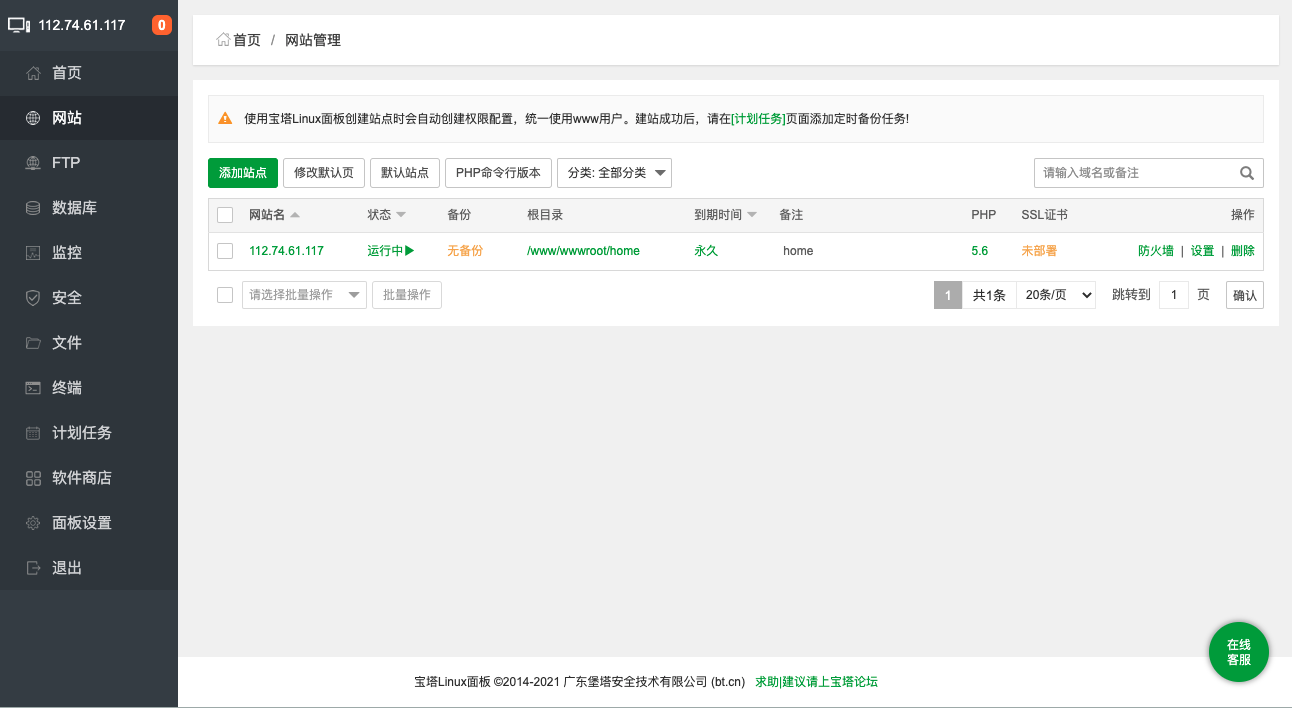 112.74.61.117 0
首页
网站
FTP
数据库
监控
安全
文件
终端
计划任务
软件商店
面板设置
退出
首页 / 网站管理
使用宝塔Linux面板创建站点时会自动创建权限配置，统一使用www用户。建站成功后，请在[计划任务]页面添加定时备份任务!
添加站点 修改默认页 默认站点 PHP命令行版本 分类: 全部分类 请输入域名或备注
网站名 状态 备份 根目录 到期时间 备注 PHP SSL证书 操作
112.74.61.117 运行中 无备份 /www/wwwroot/home 永久 home 5.6 未部署 防火墙 | 设置 | 删除
请选择批量操作 批量操作 1 共1条 20条/页 跳转到 1 页 确认
在线
客服
宝塔Linux面板 ©2014-2021 广东堡塔安全技术有限公司 (bt.cn) 求助|建议请上宝塔论坛